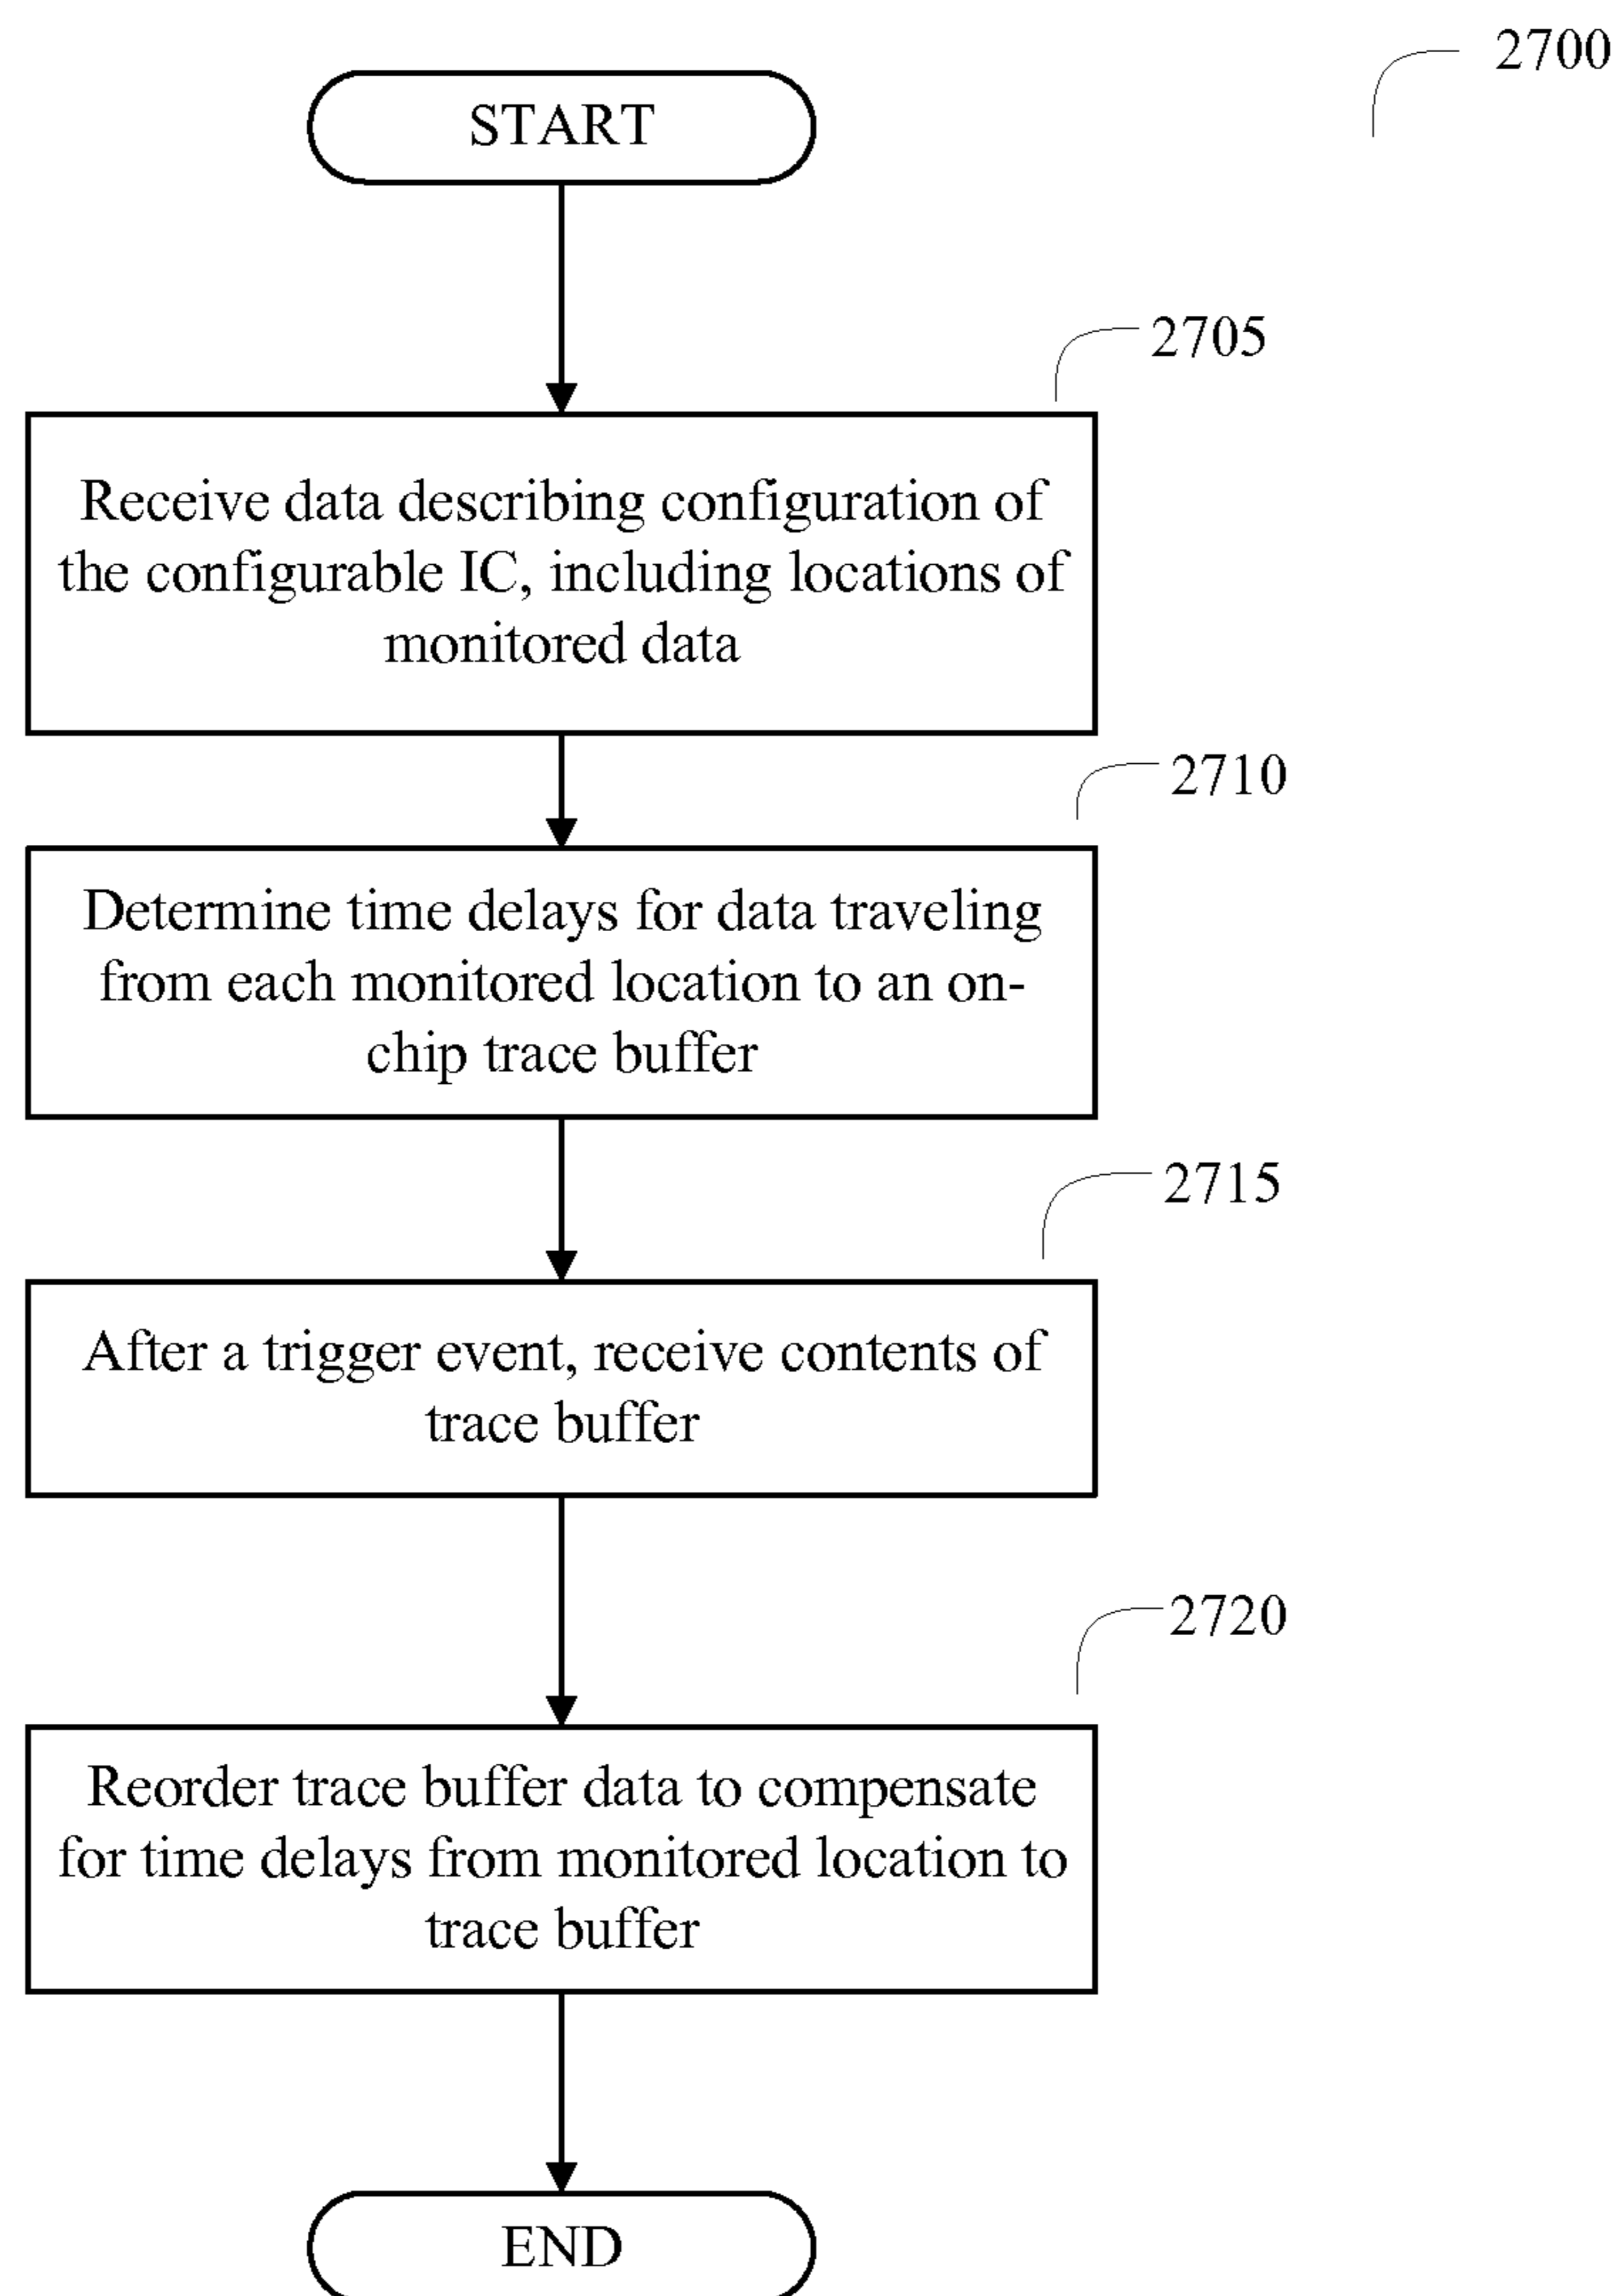 2700
START
2705
Receive data describing configuration of
the configurable IC, including locations of
monitored data
2710
Determine time delays for data traveling
from each monitored location to an on-
chip trace buffer
2715
After a trigger event, receive contents of
trace buffer
2720
Reorder trace buffer data to compensate
for time delays from monitored location to
trace buffer
END